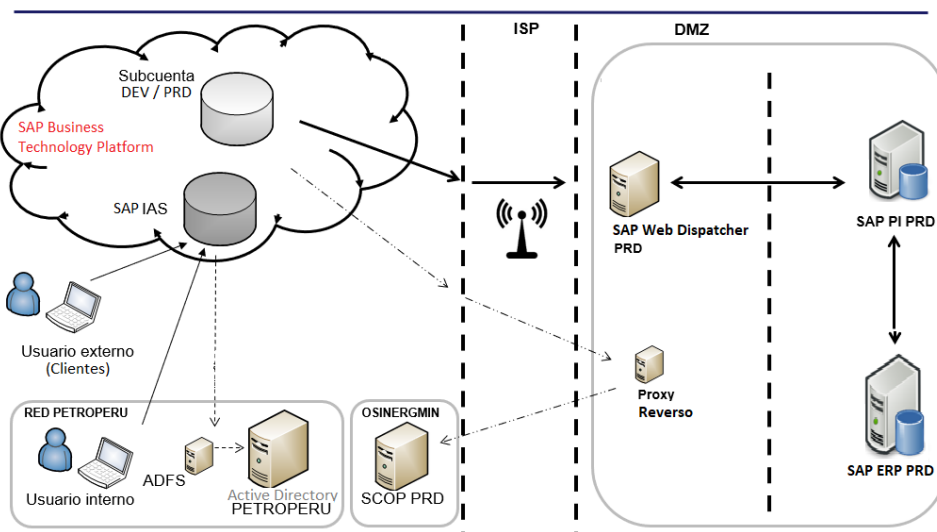 ISP
DMZ
Subcuenta
DEV / PRD
SAP Business
Technology Platform
SAP IAS
SAP Web Dispatcher
PRD
SAP PI PRD
Usuario externo
(Clientes)
Proxy
Reverso
RED PETROPERU
OSINERGMIN
SAP ERP PRD
ADFS
Usuario interno
Active Directory
PETROPERU
SCOP PRD